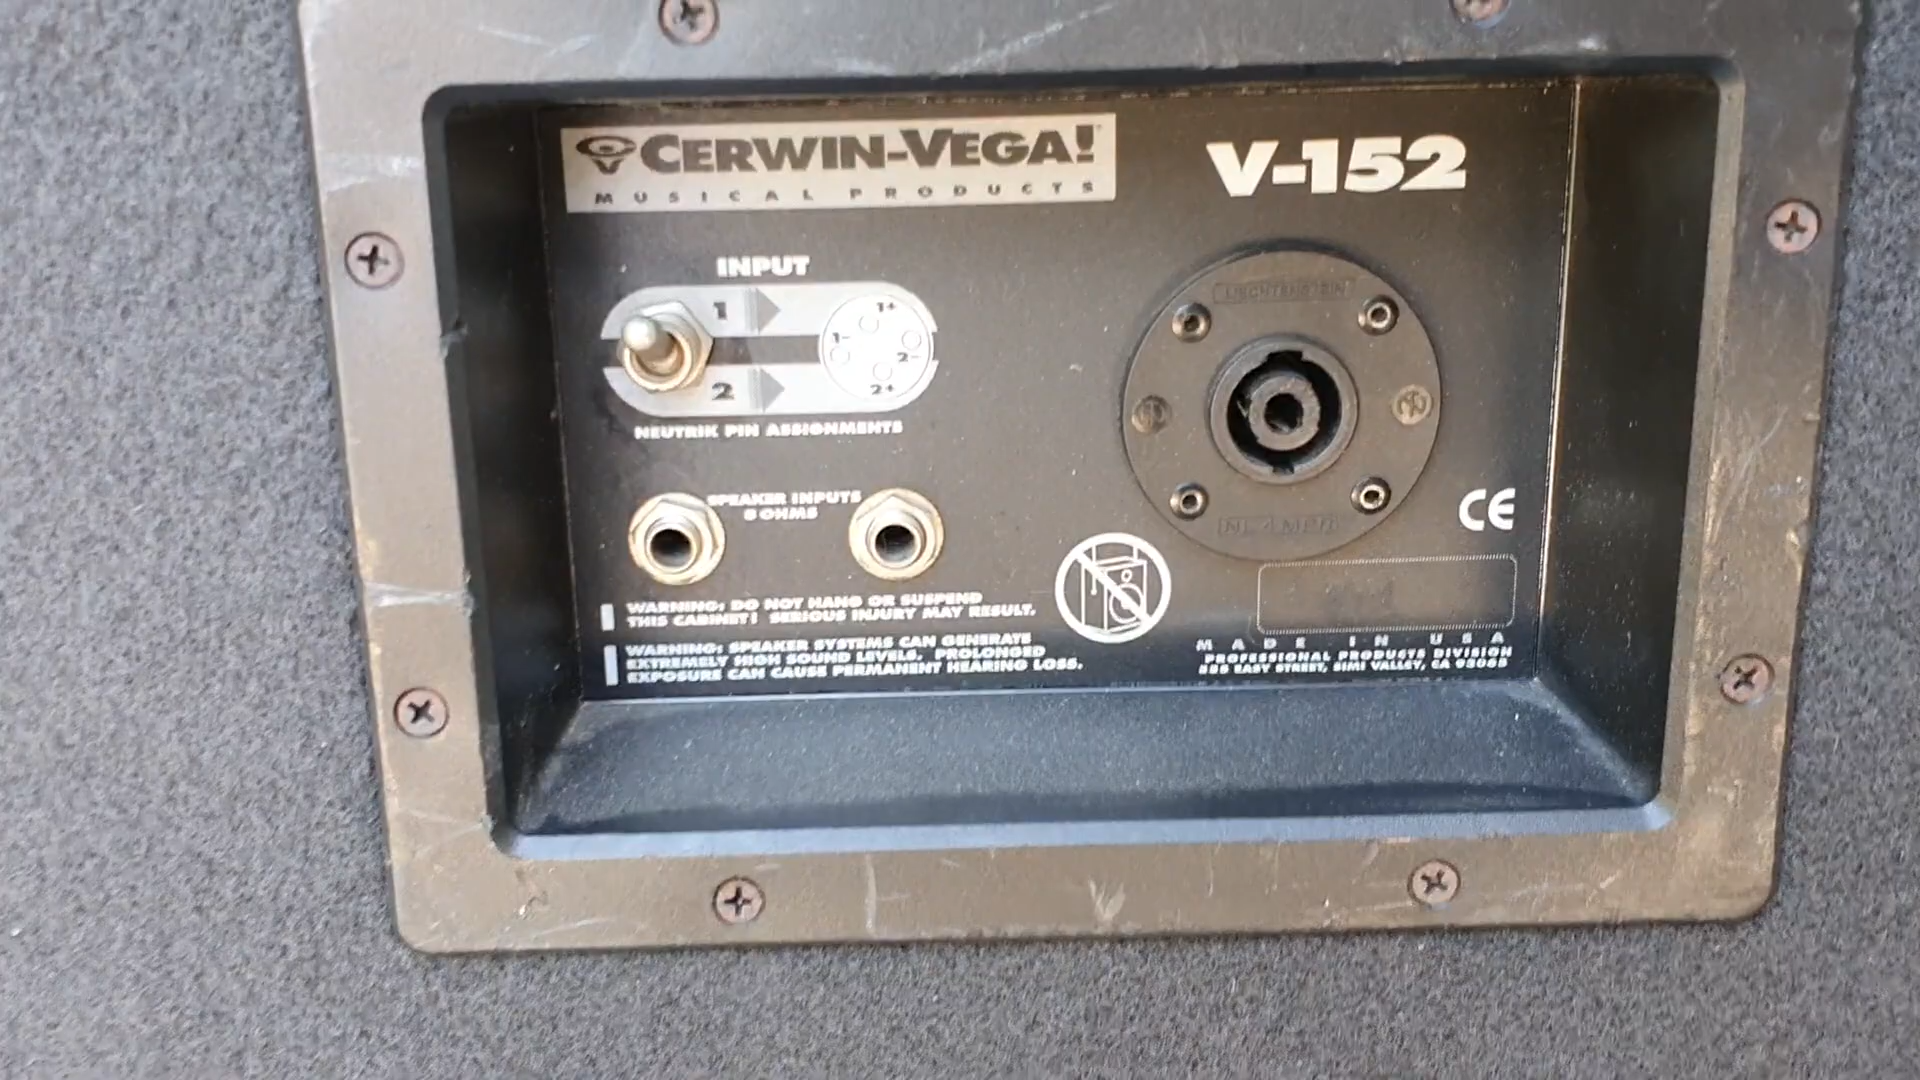 CERWIN-VEGA!
MUSICAL PRODUCTS
V-152
INPUT
1
1+
1-
2-
2
2+
NEUTRIK PIN ASSIGNMENTS
LIECHTENSTEIN
SPEAKER INPUTS
8 OHMS
CE
WARNING: DO NOT HANG OR SUSPEND
THIS CABINET! SERIOUS INJURY MAY RESULT.
WARNING: SPEAKER SYSTEMS CAN GENERATE
EXTREMELY HIGH SOUND LEVELS. PROLONGED
EXPOSURE CAN CAUSE PERMANENT HEARING LOSS.
MADE IN USA
PROFESSIONAL PRODUCTS DIVISION
555 EAST STREET, SIMI VALLEY, CA 93065